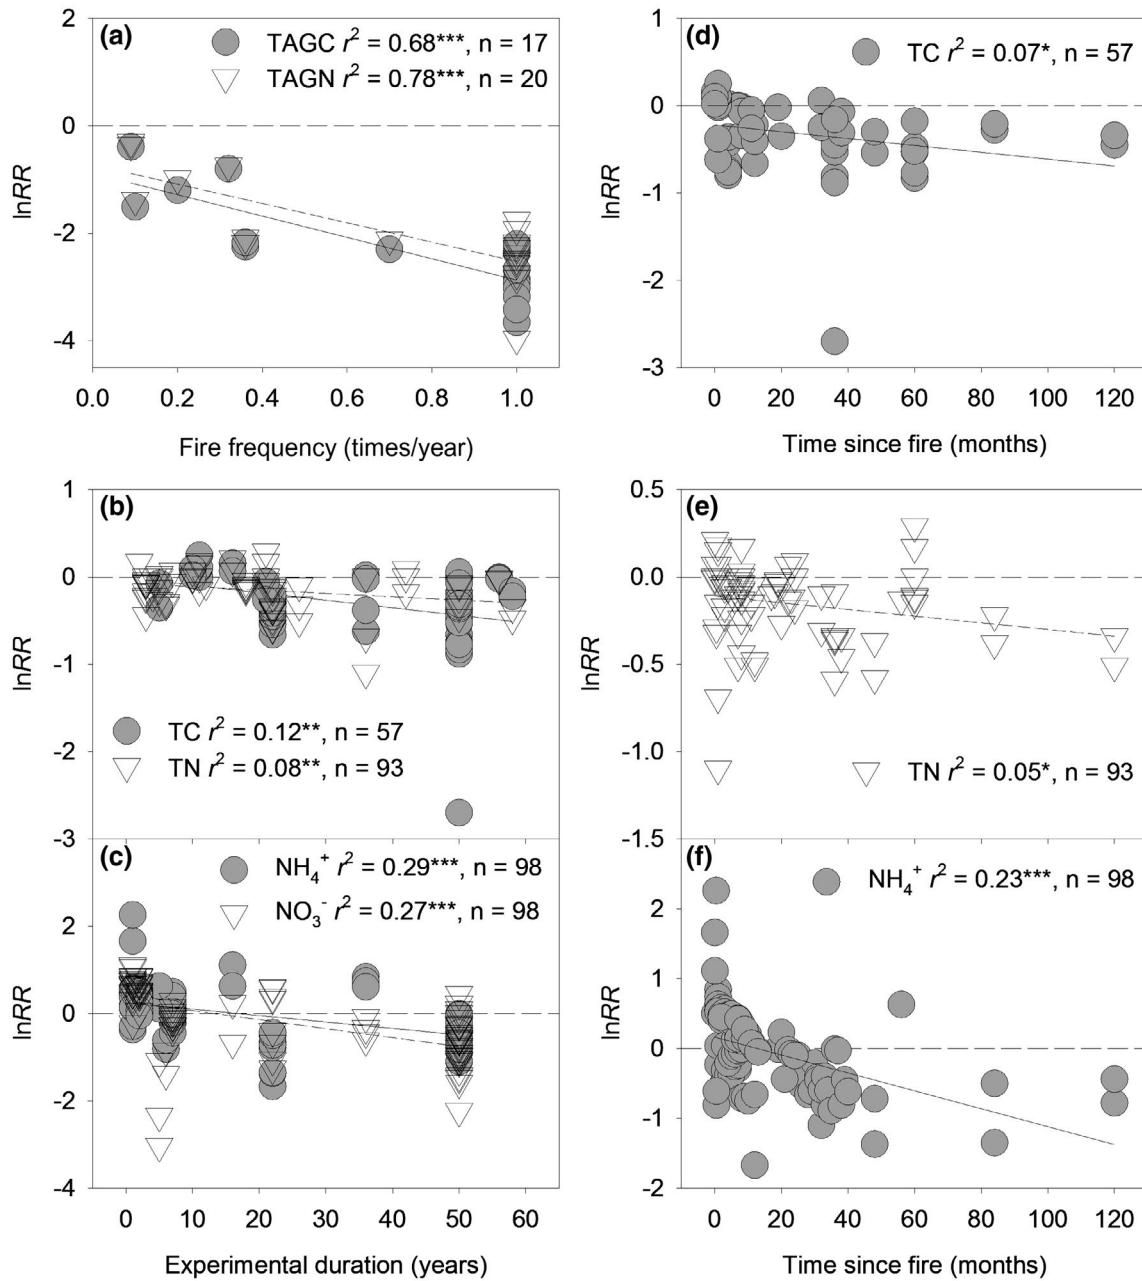 (a)
TAGC r² = 0.68***, n = 17
TAGN r² = 0.78***, n = 20
2
0
-2
-4
lnRR
0.0 0.2 0.4 0.6 0.8 1.0
Fire frequency (times/year)
(d)
TC r² = 0.07*, n = 57
1
0
-1
-2
-3
lnRR
0 20 40 60 80 100 120
Time since fire (months)
(b)
1
0
-1
-2
-3
lnRR
TC r² = 0.12**, n = 57
TN r² = 0.08**, n = 93
(e)
0.5
0.0
-0.5
-1.0
-1.5
lnRR
TN r² = 0.05*, n = 93
(c)
NH₄⁺ r² = 0.29***, n = 98
NO₃⁻ r² = 0.27***, n = 98
2
0
-2
-4
lnRR
0 10 20 30 40 50 60
Experimental duration (years)
(f)
NH₄⁺ r² = 0.23***, n = 98
2
1
0
-1
-2
lnRR
0 20 40 60 80 100 120
Time since fire (months)